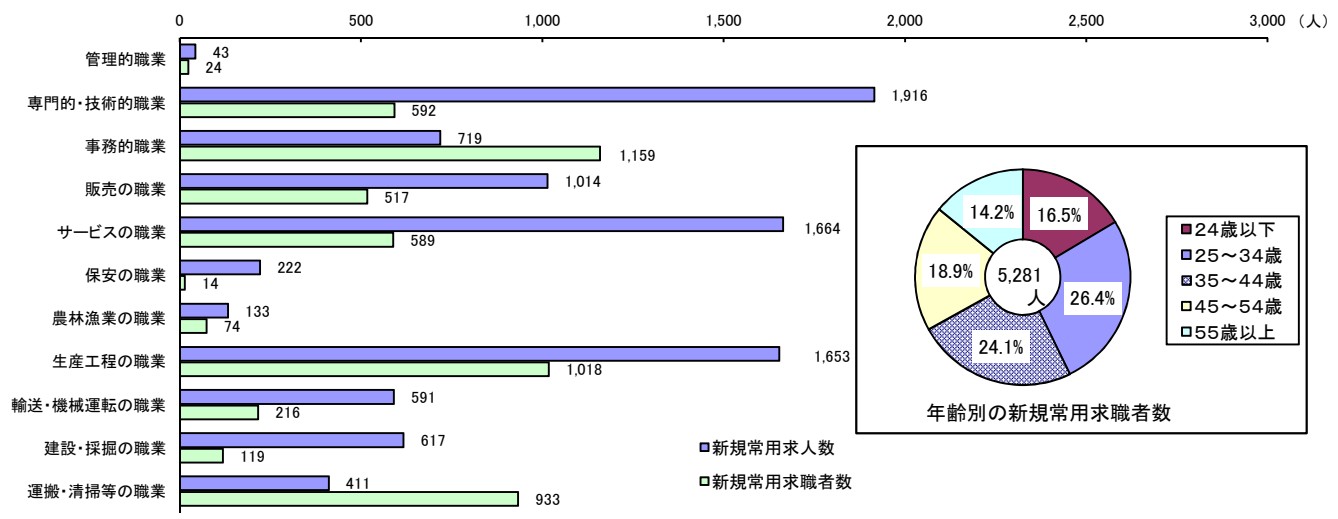 0 500 1,000 1,500 2,000 2,500 3,000 （人）
管理的職業 43
24
専門的・技術的職業 1,916
592
事務的職業 719
1,159
販売の職業 1,014
517
サービスの職業 1,664
589
保安の職業 222
14
農林漁業の職業 133
74
生産工程の職業 1,653
1,018
輸送・機械運転の職業 591
216
建設・採掘の職業 617
119
運搬・清掃等の職業 411
933
新規常用求人数
新規常用求職者数
14.2% 16.5%
18.9% 26.4%
24.1%
5,281
人
24歳以下
25～34歳
35～44歳
45～54歳
55歳以上
年齢別の新規常用求職者数